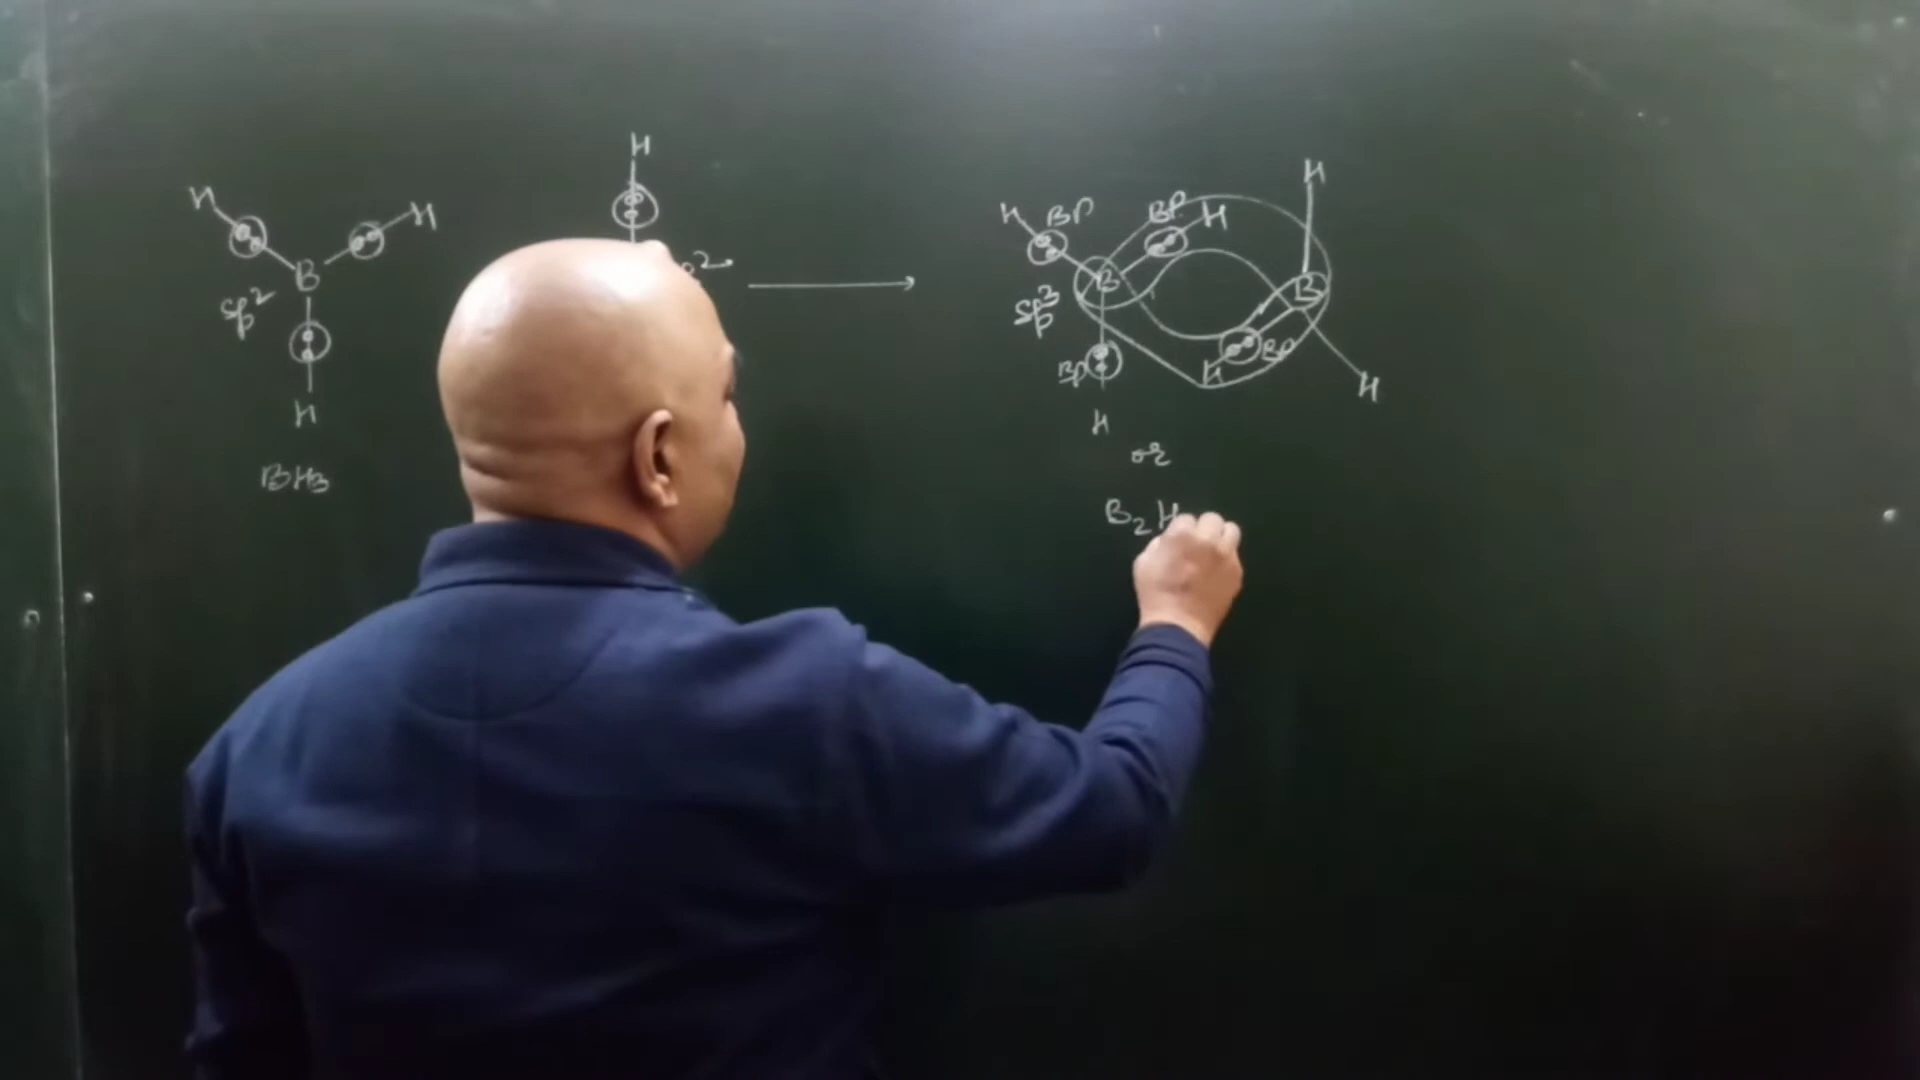 H H B sp² H
BH3
H
H BP BP H B sp³ BP H
H B BP H H
or
B2H